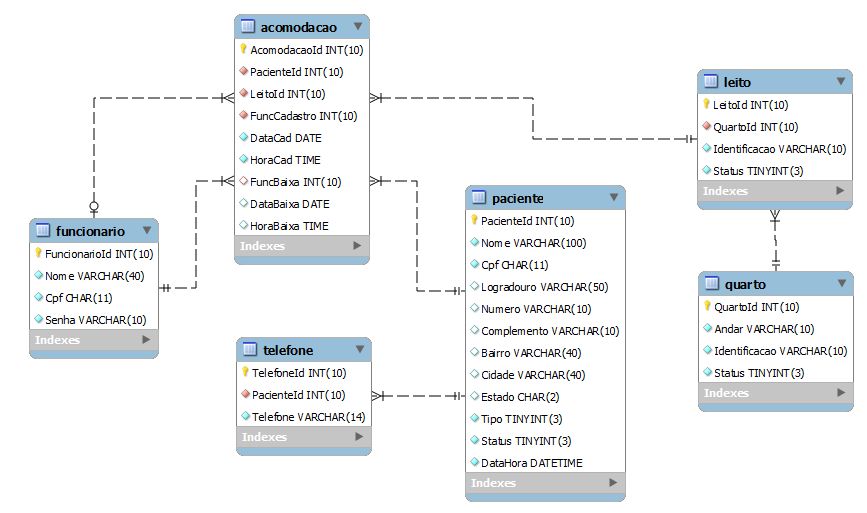 acomodacao
AcomodacaoId INT(10)
PacienteId INT(10)
LeitoId INT(10)
FuncCadastro INT(10)
DataCad DATE
HoraCad TIME
FuncBaixa INT(10)
DataBaixa DATE
HoraBaixa TIME
Indexes
leito
LeitoId INT(10)
QuartoId INT(10)
Identificacao VARCHAR(10)
Status TINYINT(3)
Indexes
funcionario
FuncionarioId INT(10)
Nome VARCHAR(40)
Cpf CHAR(11)
Senha VARCHAR(10)
Indexes
paciente
PacienteId INT(10)
Nome VARCHAR(100)
Cpf CHAR(11)
Logradouro VARCHAR(50)
Numero VARCHAR(10)
Complemento VARCHAR(10)
Bairro VARCHAR(40)
Cidade VARCHAR(40)
Estado CHAR(2)
Tipo TINYINT(3)
Status TINYINT(3)
DataHora DATETIME
Indexes
quarto
QuartoId INT(10)
Andar VARCHAR(10)
Identificacao VARCHAR(10)
Status TINYINT(3)
Indexes
telefone
TelefoneId INT(10)
PacienteId INT(10)
Telefone VARCHAR(14)
Indexes